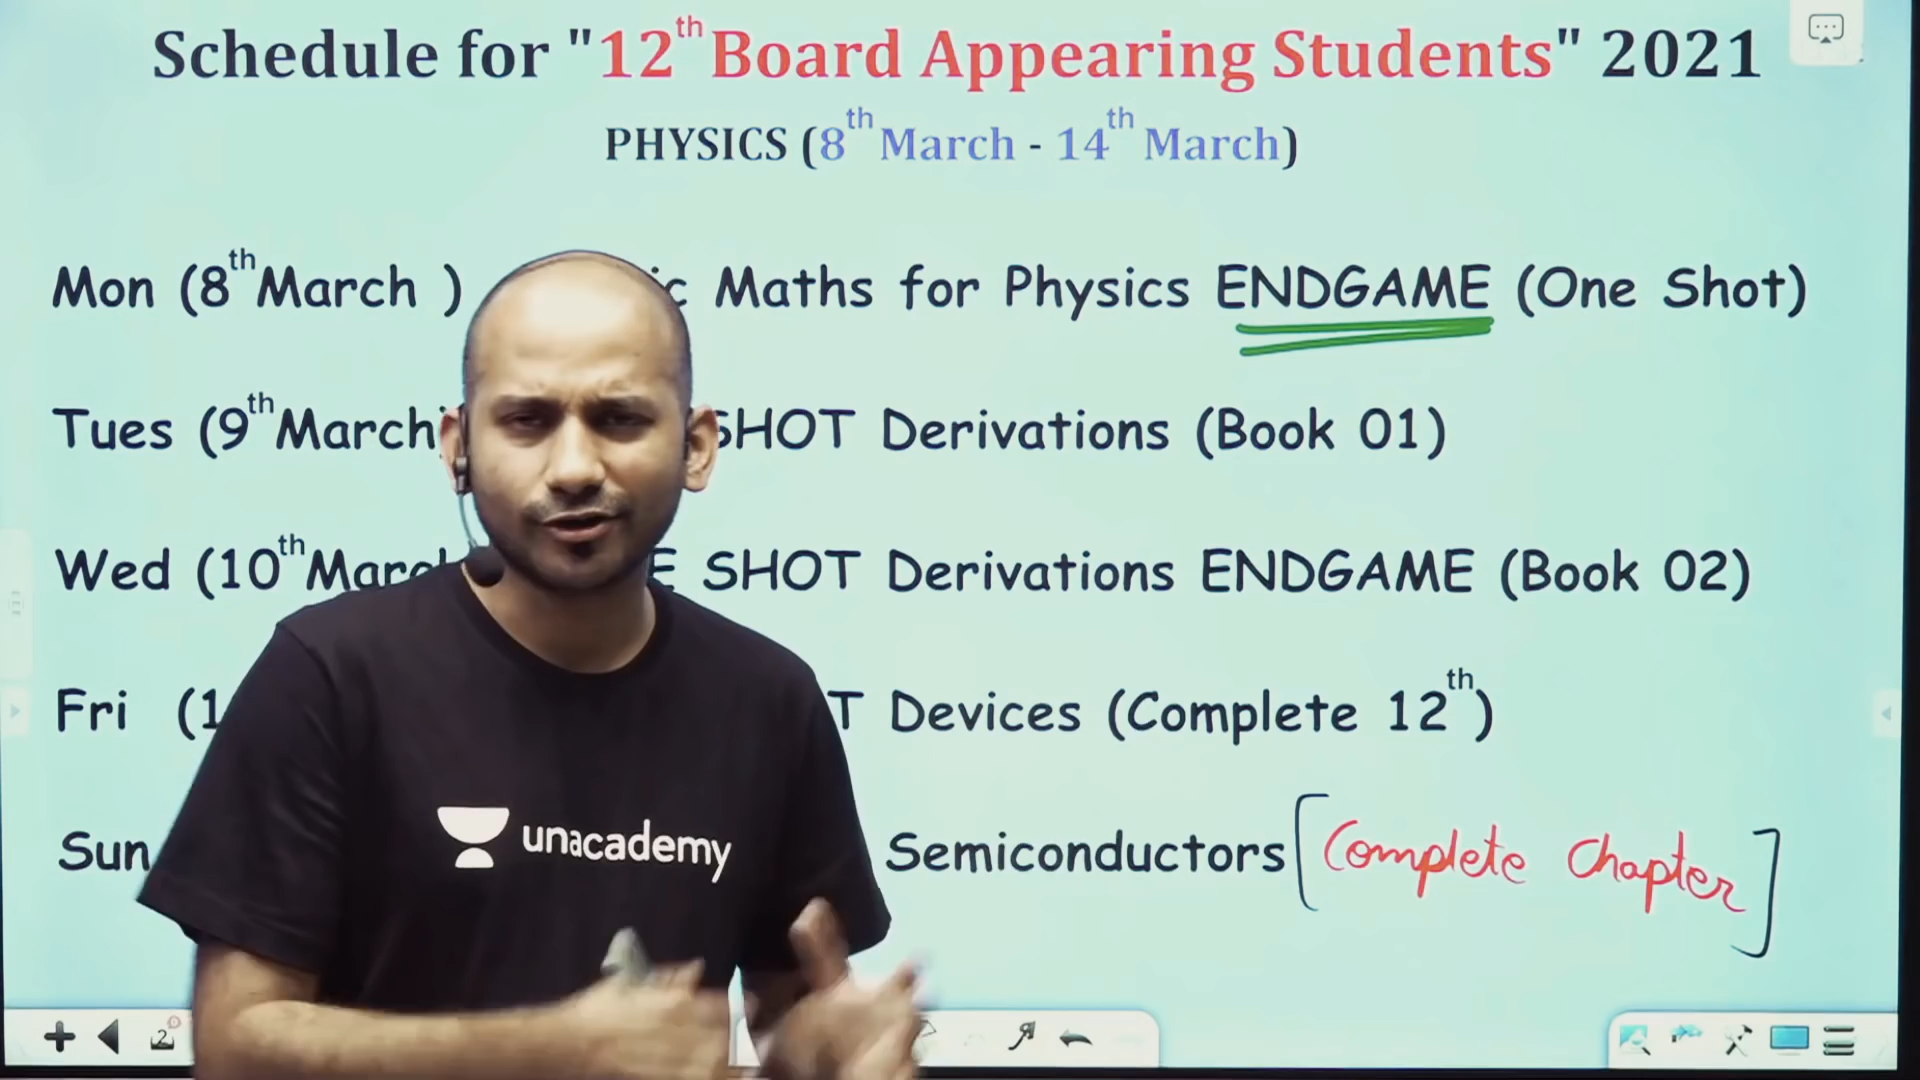 Schedule for "12th Board Appearing Students" 2021
PHYSICS (8th March - 14th March)
Mon (8th March ) Maths for Physics ENDGAME (One Shot)
Tues (9th March) SHOT Derivations (Book 01)
Wed (10th SHOT Derivations ENDGAME (Book 02)
Fri Devices (Complete 12th)
Sun Semiconductors [Complete Chapter]
unacademy
2